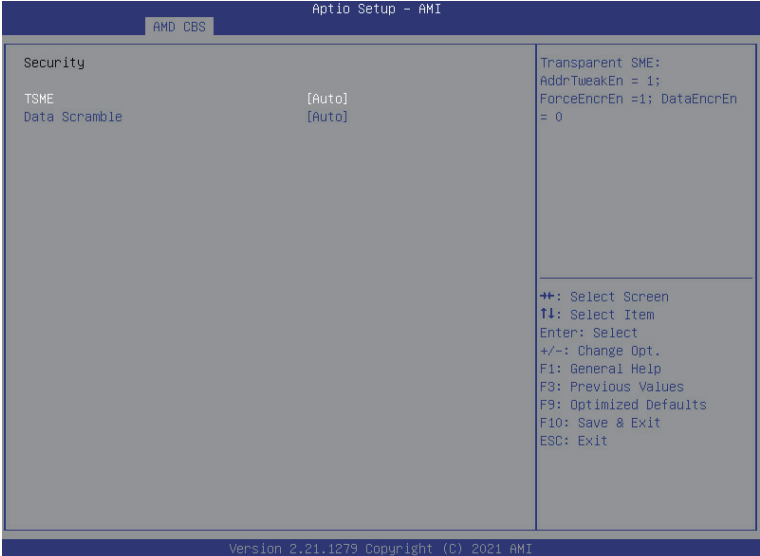 Aptio Setup – AMI
AMD CBS
Security
TSME [Auto]
Data Scramble [Auto]
Transparent SME:
AddrTweakEn = 1;
ForceEncrEn =1; DataEncrEn
= 0
→←: Select Screen
↑↓: Select Item
Enter: Select
+/-: Change Opt.
F1: General Help
F3: Previous Values
F9: Optimized Defaults
F10: Save & Exit
ESC: Exit
Version 2.21.1279 Copyright (C) 2021 AMI